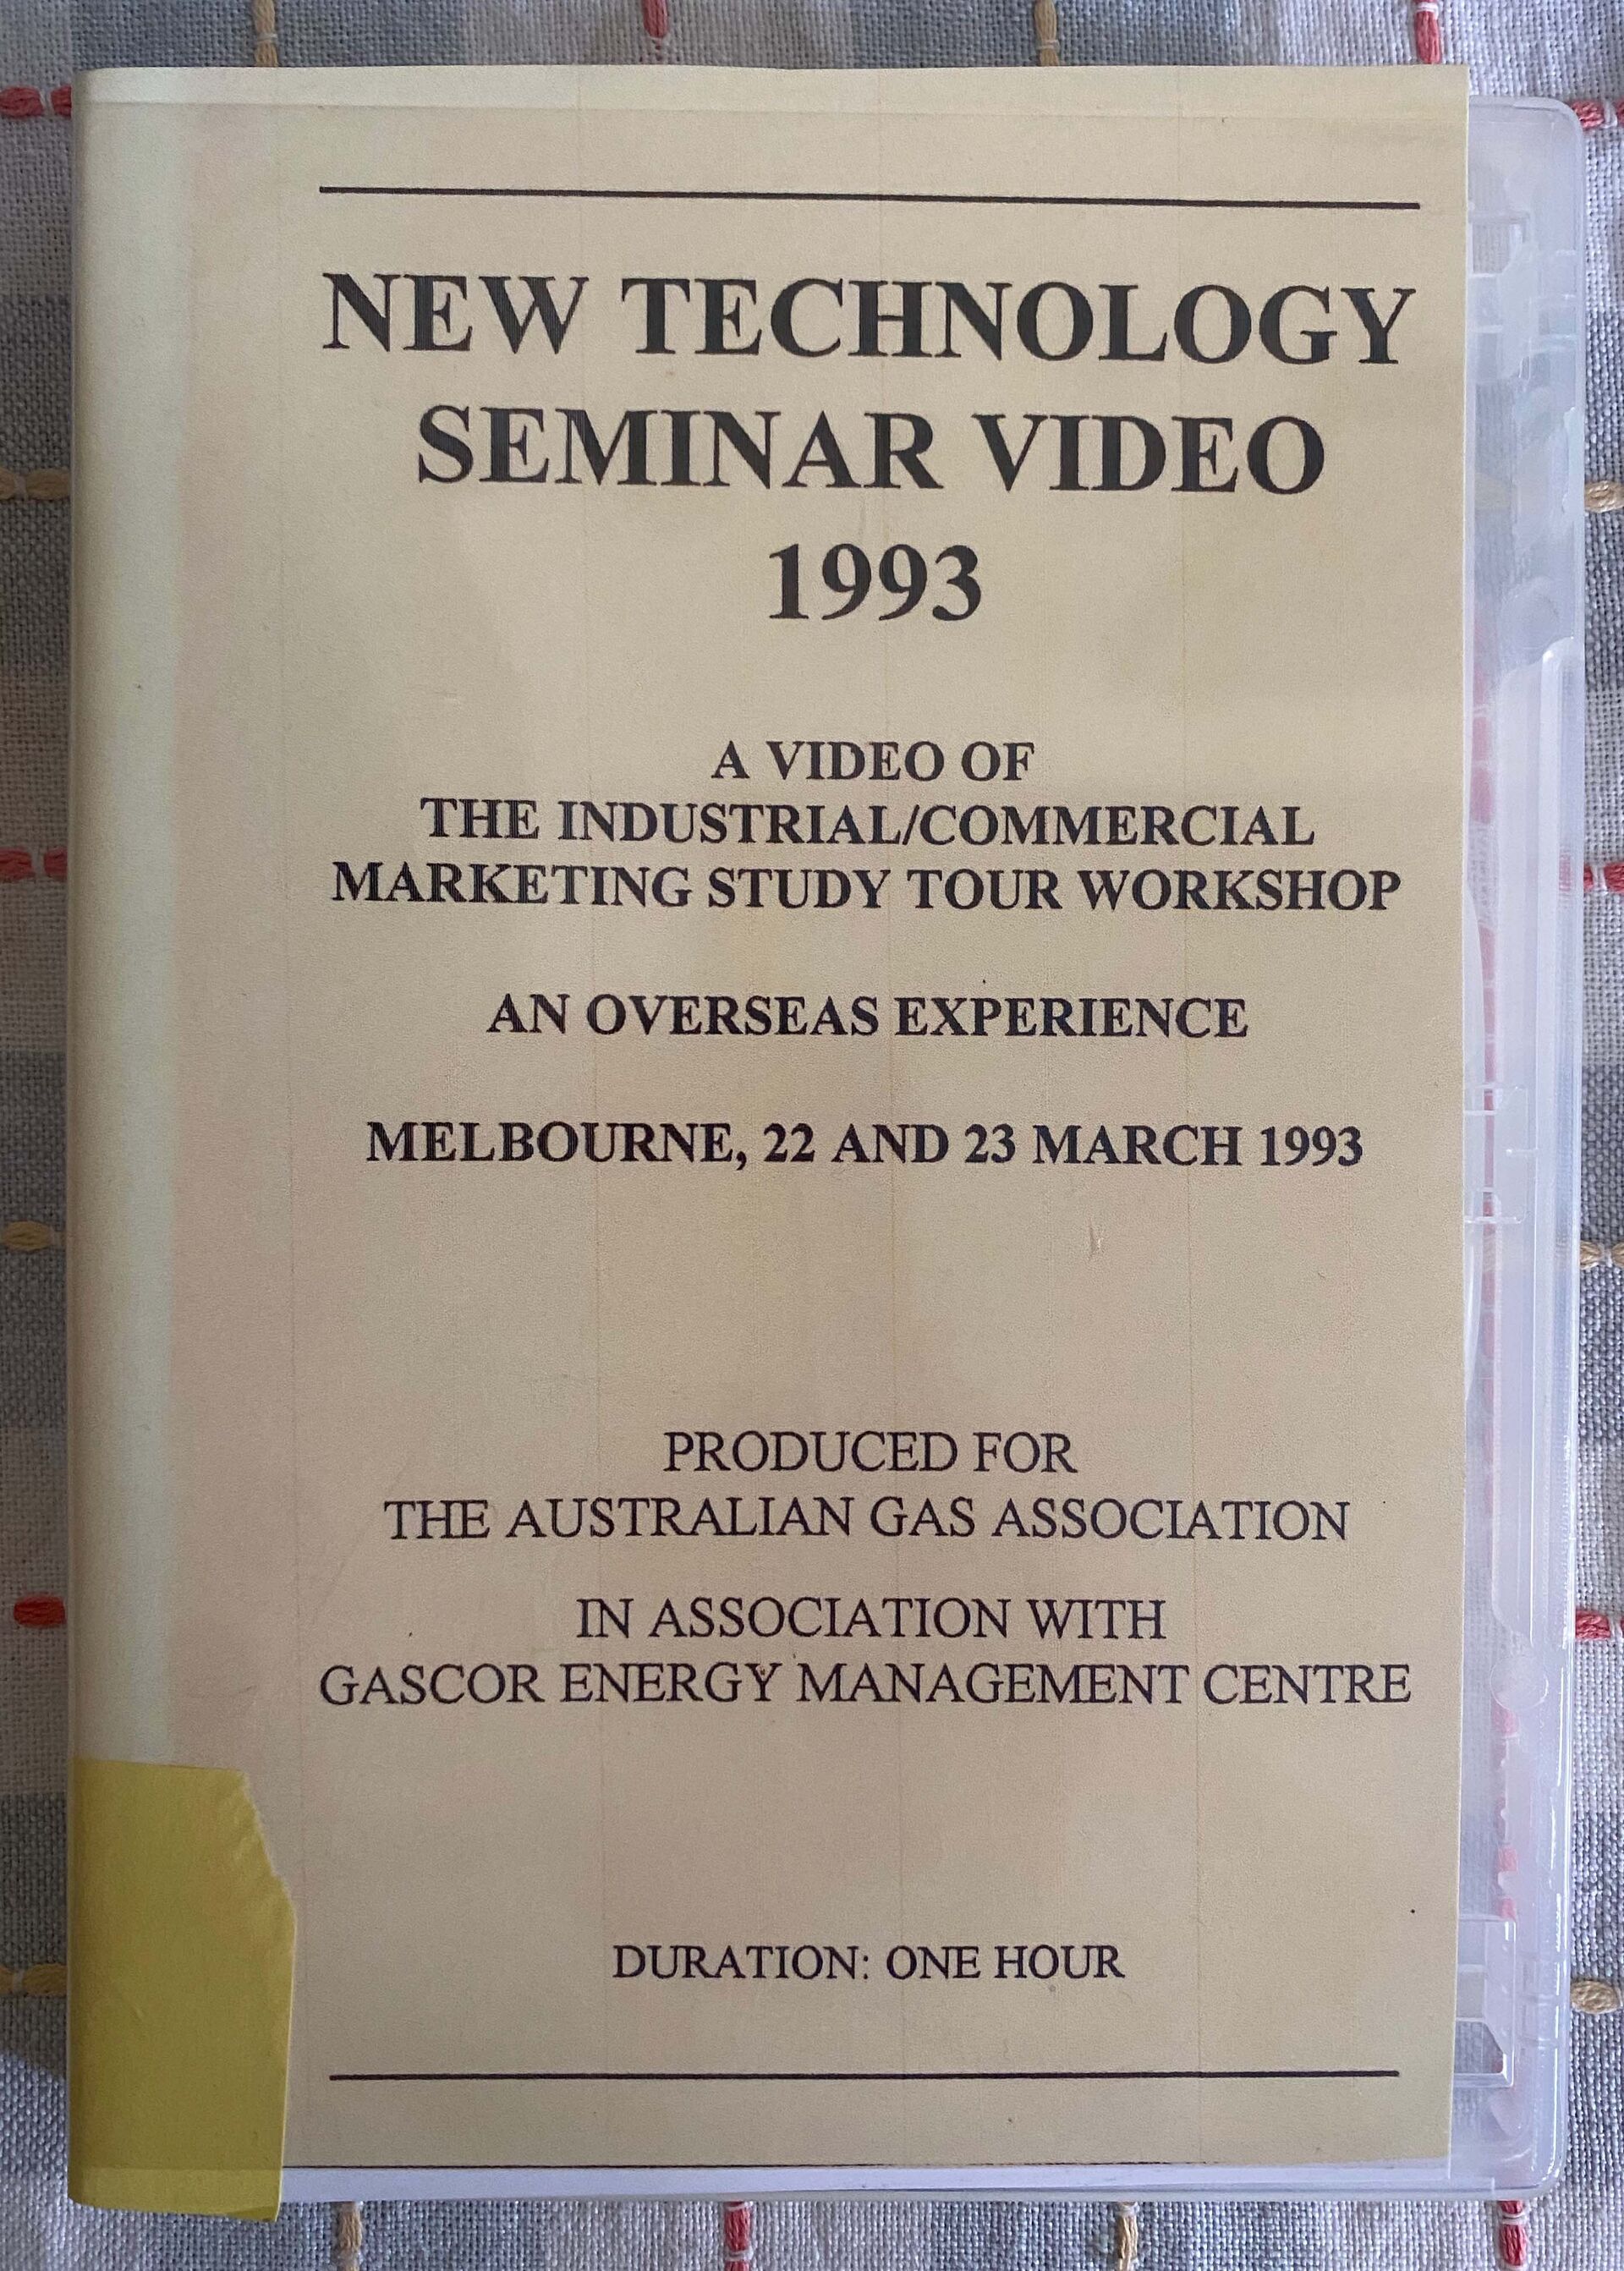 NEW TECHNOLOGY
SEMINAR VIDEO
1993
A VIDEO OF
THE INDUSTRIAL/COMMERCIAL
MARKETING STUDY TOUR WORKSHOP
AN OVERSEAS EXPERIENCE
MELBOURNE, 22 AND 23 MARCH 1993
PRODUCED FOR
THE AUSTRALIAN GAS ASSOCIATION
IN ASSOCIATION WITH
GASCOR ENERGY MANAGEMENT CENTRE
DURATION: ONE HOUR